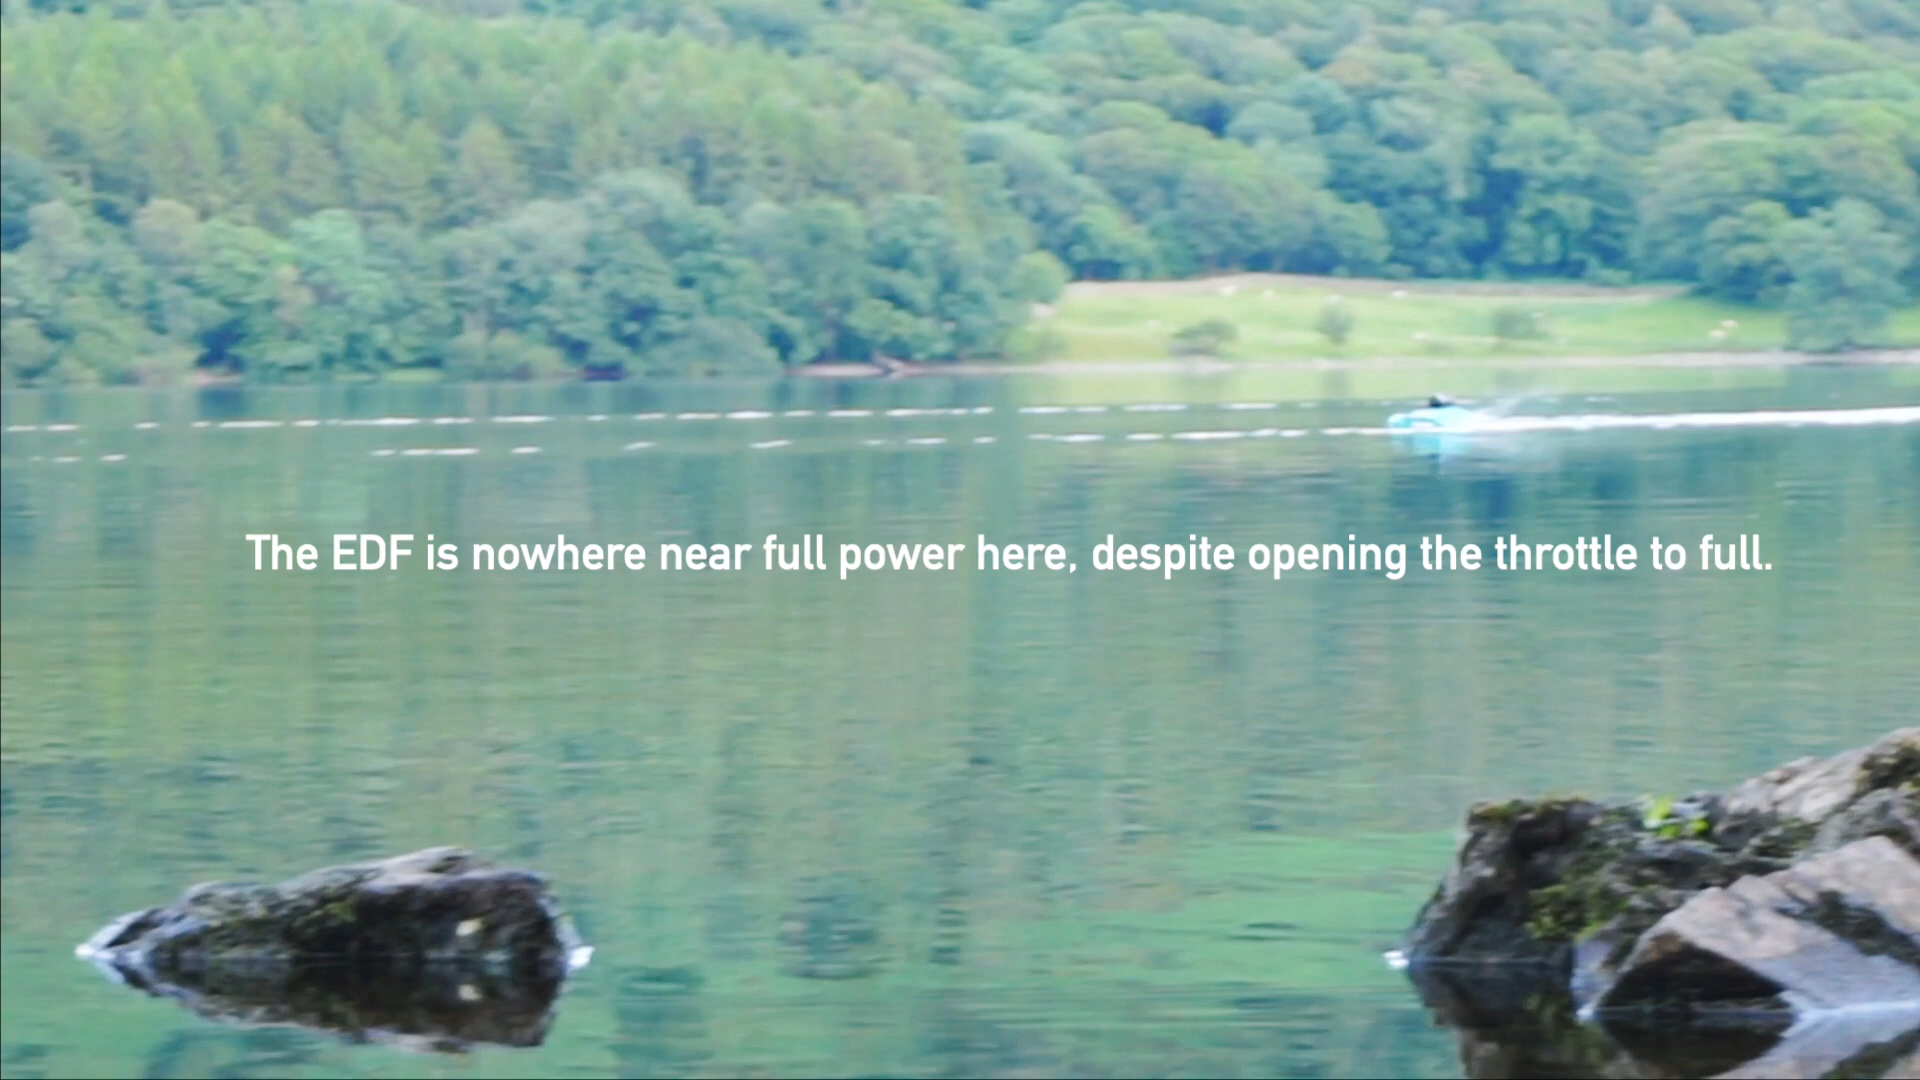 The EDF is nowhere near full power here, despite opening the throttle to full.